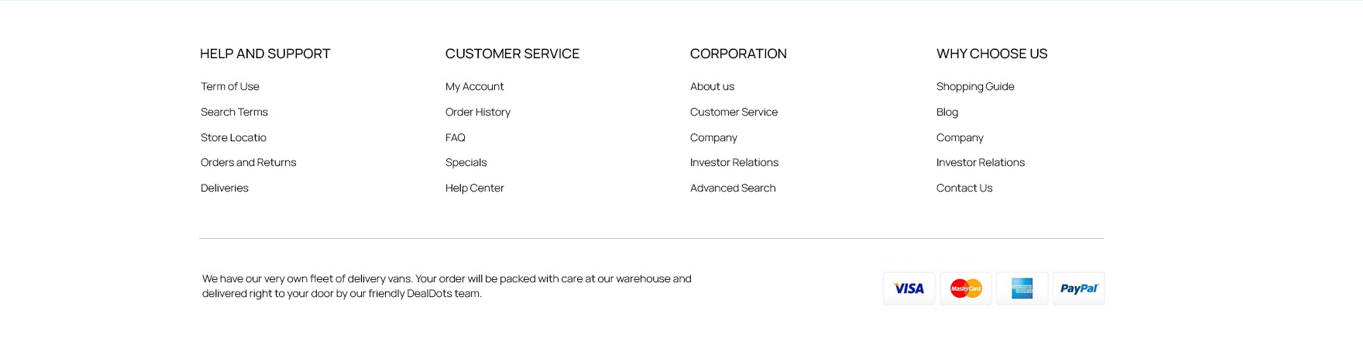 HELP AND SUPPORT
Term of Use
Search Terms
Store Locatio
Orders and Returns
Deliveries
CUSTOMER SERVICE
My Account
Order History
FAQ
Specials
Help Center
CORPORATION
About us
Customer Service
Company
Investor Relations
Advanced Search
WHY CHOOSE US
Shopping Guide
Blog
Company
Investor Relations
Contact Us
We have our very own fleet of delivery vans. Your order will be packed with care at our warehouse and
delivered right to your door by our friendly DealDots team.
VISA
MasterCard
PayPal